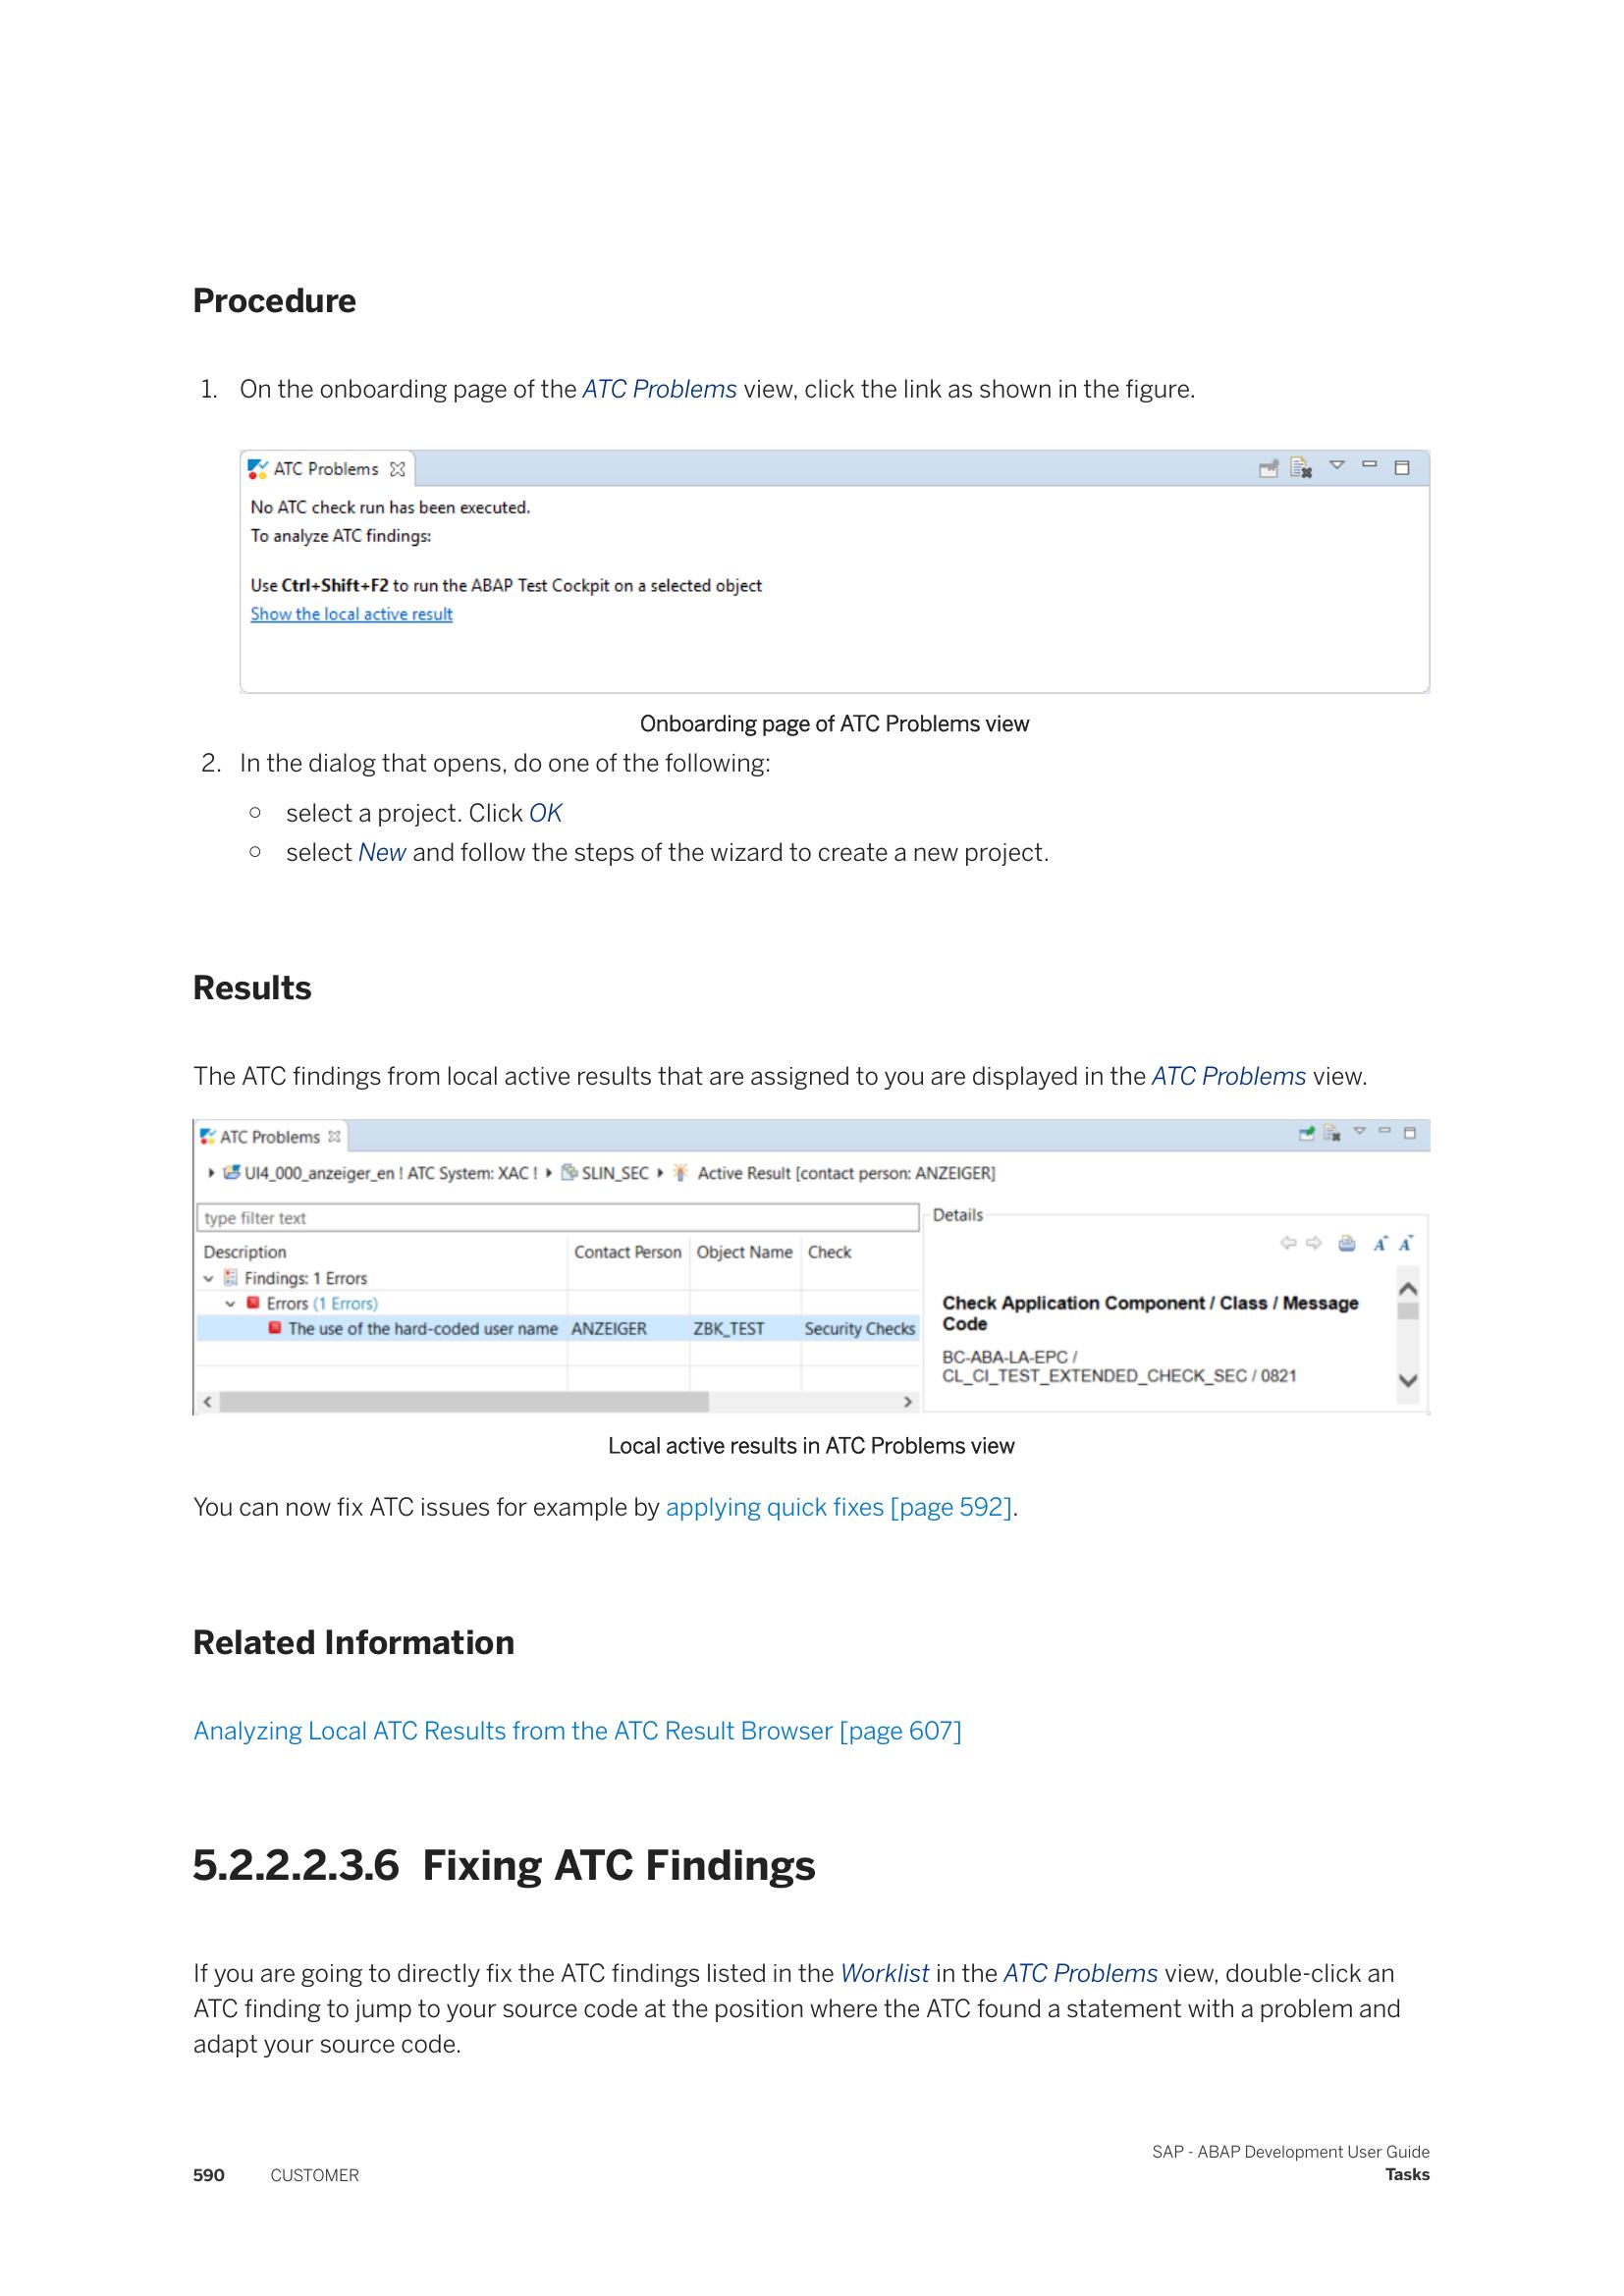 Procedure
1. On the onboarding page of the ATC Problems view, click the link as shown in the figure.
ATC Problems
No ATC check run has been executed.
To analyze ATC findings:
Use Ctrl+Shift+F2 to run the ABAP Test Cockpit on a selected object
Show the local active result
Onboarding page of ATC Problems view
2. In the dialog that opens, do one of the following:
○ select a project. Click OK
○ select New and follow the steps of the wizard to create a new project.
Results
The ATC findings from local active results that are assigned to you are displayed in the ATC Problems view.
ATC Problems
UI4_000_anzeiger_en ! ATC System: XAC ! SLIN_SEC Active Result [contact person: ANZEIGER]
type filter text
Description Contact Person Object Name Check
Findings: 1 Errors
Errors (1 Errors)
The use of the hard-coded user name ANZEIGER ZBK_TEST Security Checks
Details
Check Application Component / Class / Message
Code
BC-ABA-LA-EPC /
CL_CI_TEST_EXTENDED_CHECK_SEC / 0821
Local active results in ATC Problems view
You can now fix ATC issues for example by applying quick fixes [page 592].
Related Information
Analyzing Local ATC Results from the ATC Result Browser [page 607]
5.2.2.2.3.6 Fixing ATC Findings
If you are going to directly fix the ATC findings listed in the Worklist in the ATC Problems view, double-click an
ATC finding to jump to your source code at the position where the ATC found a statement with a problem and
adapt your source code.
SAP - ABAP Development User Guide
590 CUSTOMER Tasks